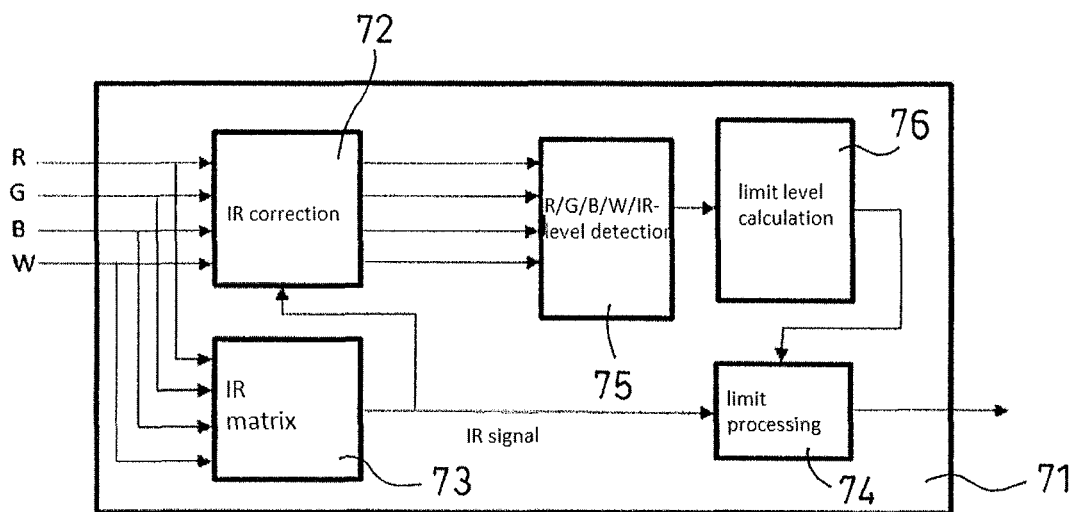 72
R
G
B
W
IR correction
R/G/B/W/IR-
level detection
limit level
calculation
76
75
IR
matrix
73
IR signal
limit
processing
74
71